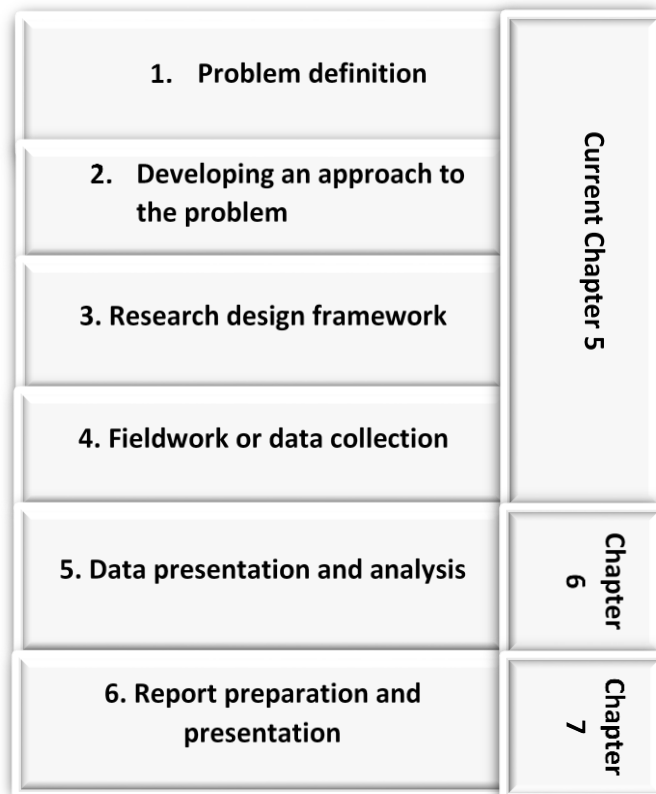 1. Problem definition
2. Developing an approach to
the problem
3. Research design framework
4. Fieldwork or data collection
Current Chapter 5
5. Data presentation and analysis
Chapter
6
6. Report preparation and
presentation
Chapter
7